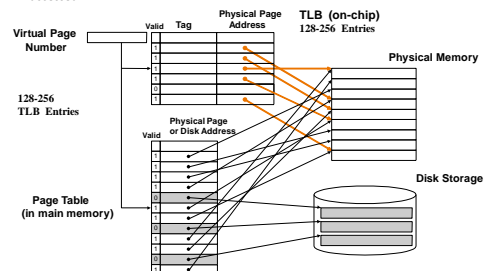 Physical Page
Address
TLB (on-chip)
128-256 Entries
Virtual Page
Number
Valid
Tag
Physical Memory
1
1
1
1
0
1
128-256
TLB Entries
Physical Page
or Disk Address
Valid
1
1
1
1
0
1
1
0
1
1
0
1
Page Table
(in main memory)
Disk Storage